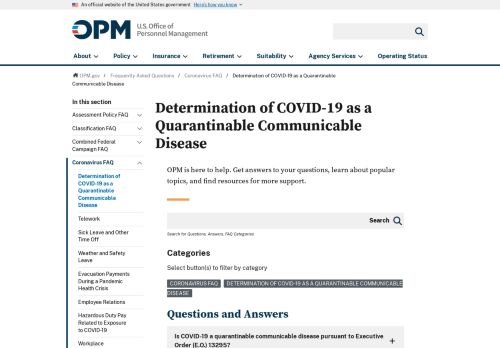 An official website of the United States government Here's how you know
OPM
U.S. Office of
Personnel Management
About
Policy
Insurance
Retirement
Suitability
Agency Services
Operating Status
OPM.gov / Frequently Asked Questions / Coronavirus FAQ / Determination of COVID-19 as a Quarantinable
Communicable Disease
In this section
Assessment Policy FAQ
Classification FAQ
Combined Federal
Campaign FAQ
Coronavirus FAQ
Determination of
COVID-19 as a
Quarantinable
Communicable
Disease
Telework
Sick Leave and Other
Time Off
Weather and Safety
Leave
Evacuation Payments
During a Pandemic
Health Crisis
Employee Relations
Hazardous Duty Pay
Related to Exposure
to COVID-19
Workplace
Determination of COVID-19 as a
Quarantinable Communicable
Disease
OPM is here to help. Get answers to your questions, learn about popular
topics, and find resources for more support.
Search
Search for Questions, Answers, FAQ Categories
Categories
Select button(s) to filter by category
CORONAVIRUS FAQ
DETERMINATION OF COVID-19 AS A QUARANTINABLE COMMUNICABLE
DISEASE
Questions and Answers
Is COVID-19 a quarantinable communicable disease pursuant to Executive
Order (E.O.) 13295?